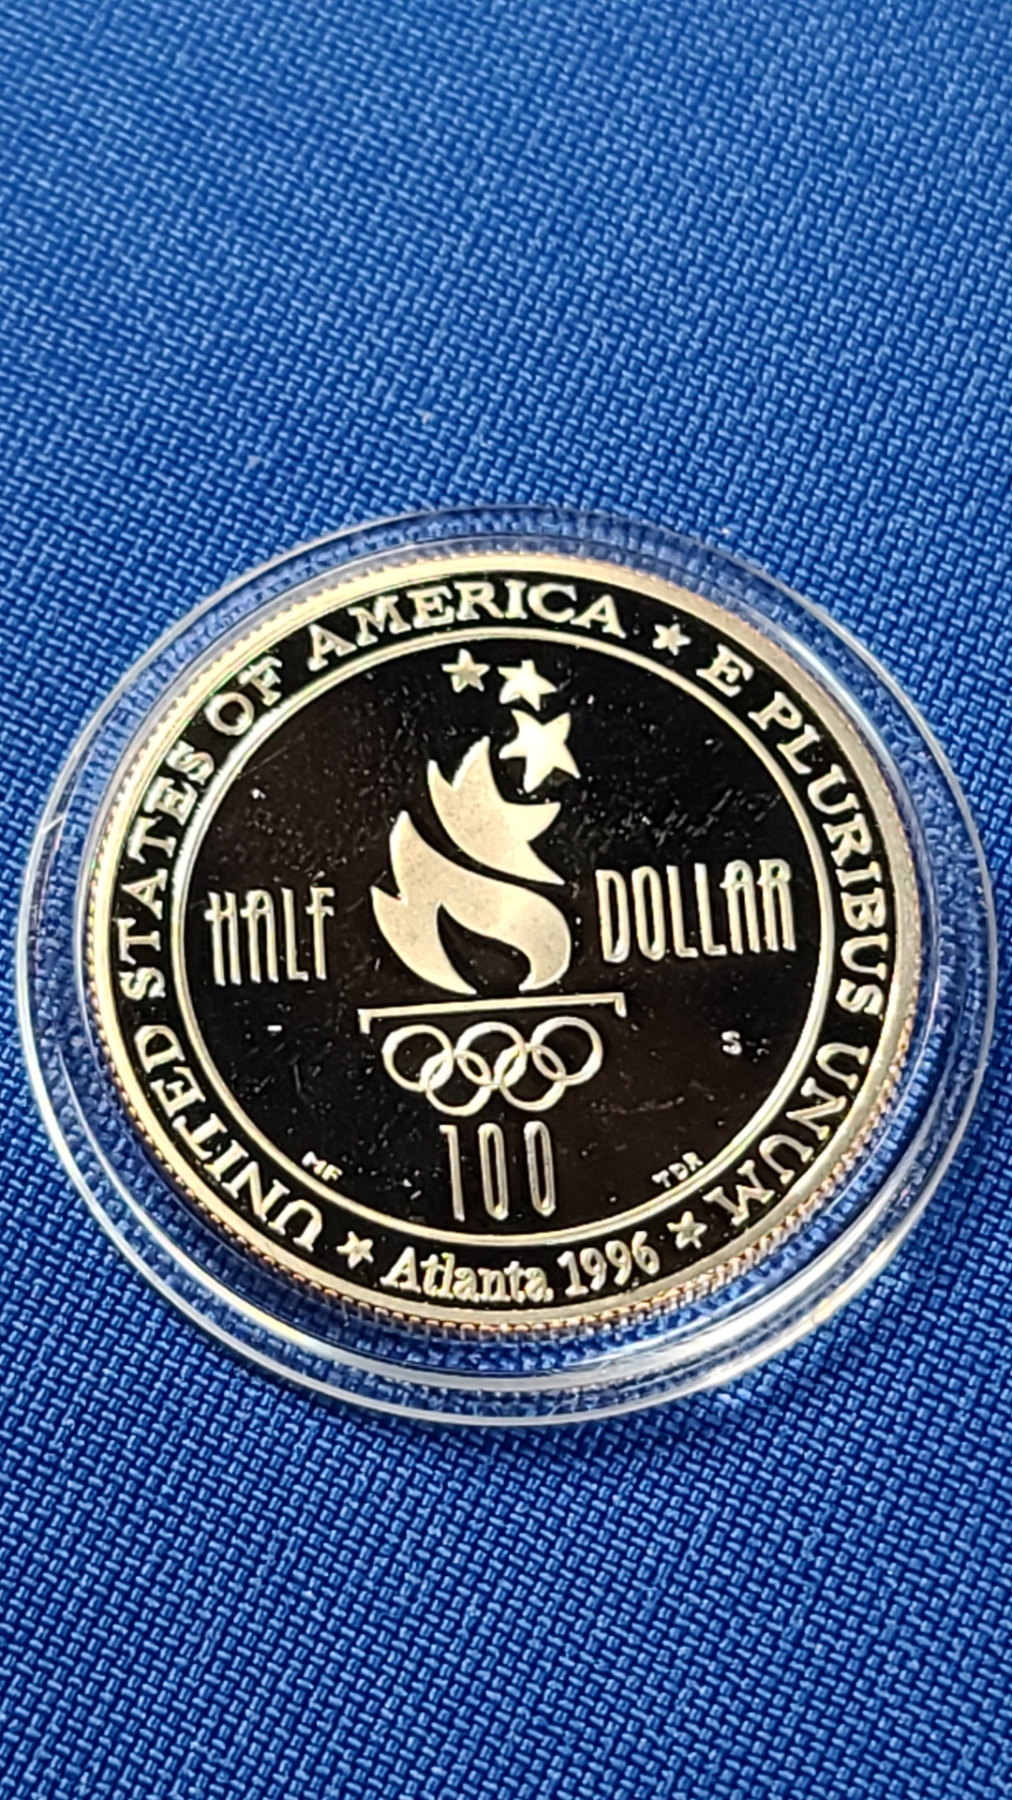 UNITED STATES OF AMERICA ★ E PLURIBUS UNUM ★
HALF DOLLAR
S
100
MF TDR
Atlanta 1996 ★